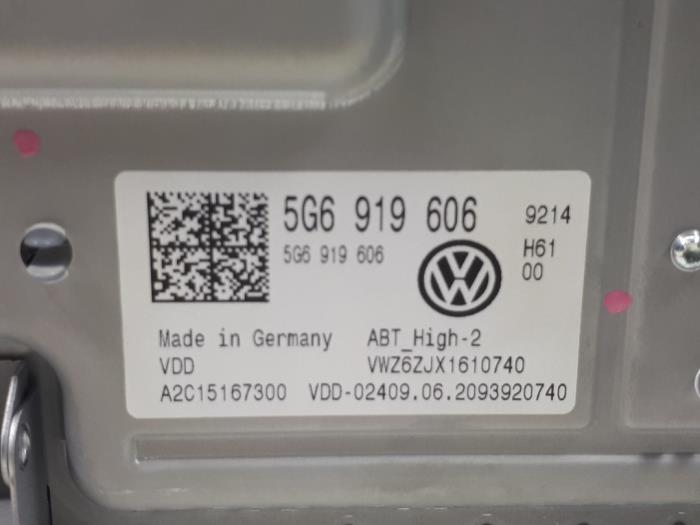 5G6 919 606 9214
5G6 919 606 H61
00
Made in Germany ABT_High-2
VDD VWZ6ZJX1610740
A2C15167300 VDD-02409.06.2093920740